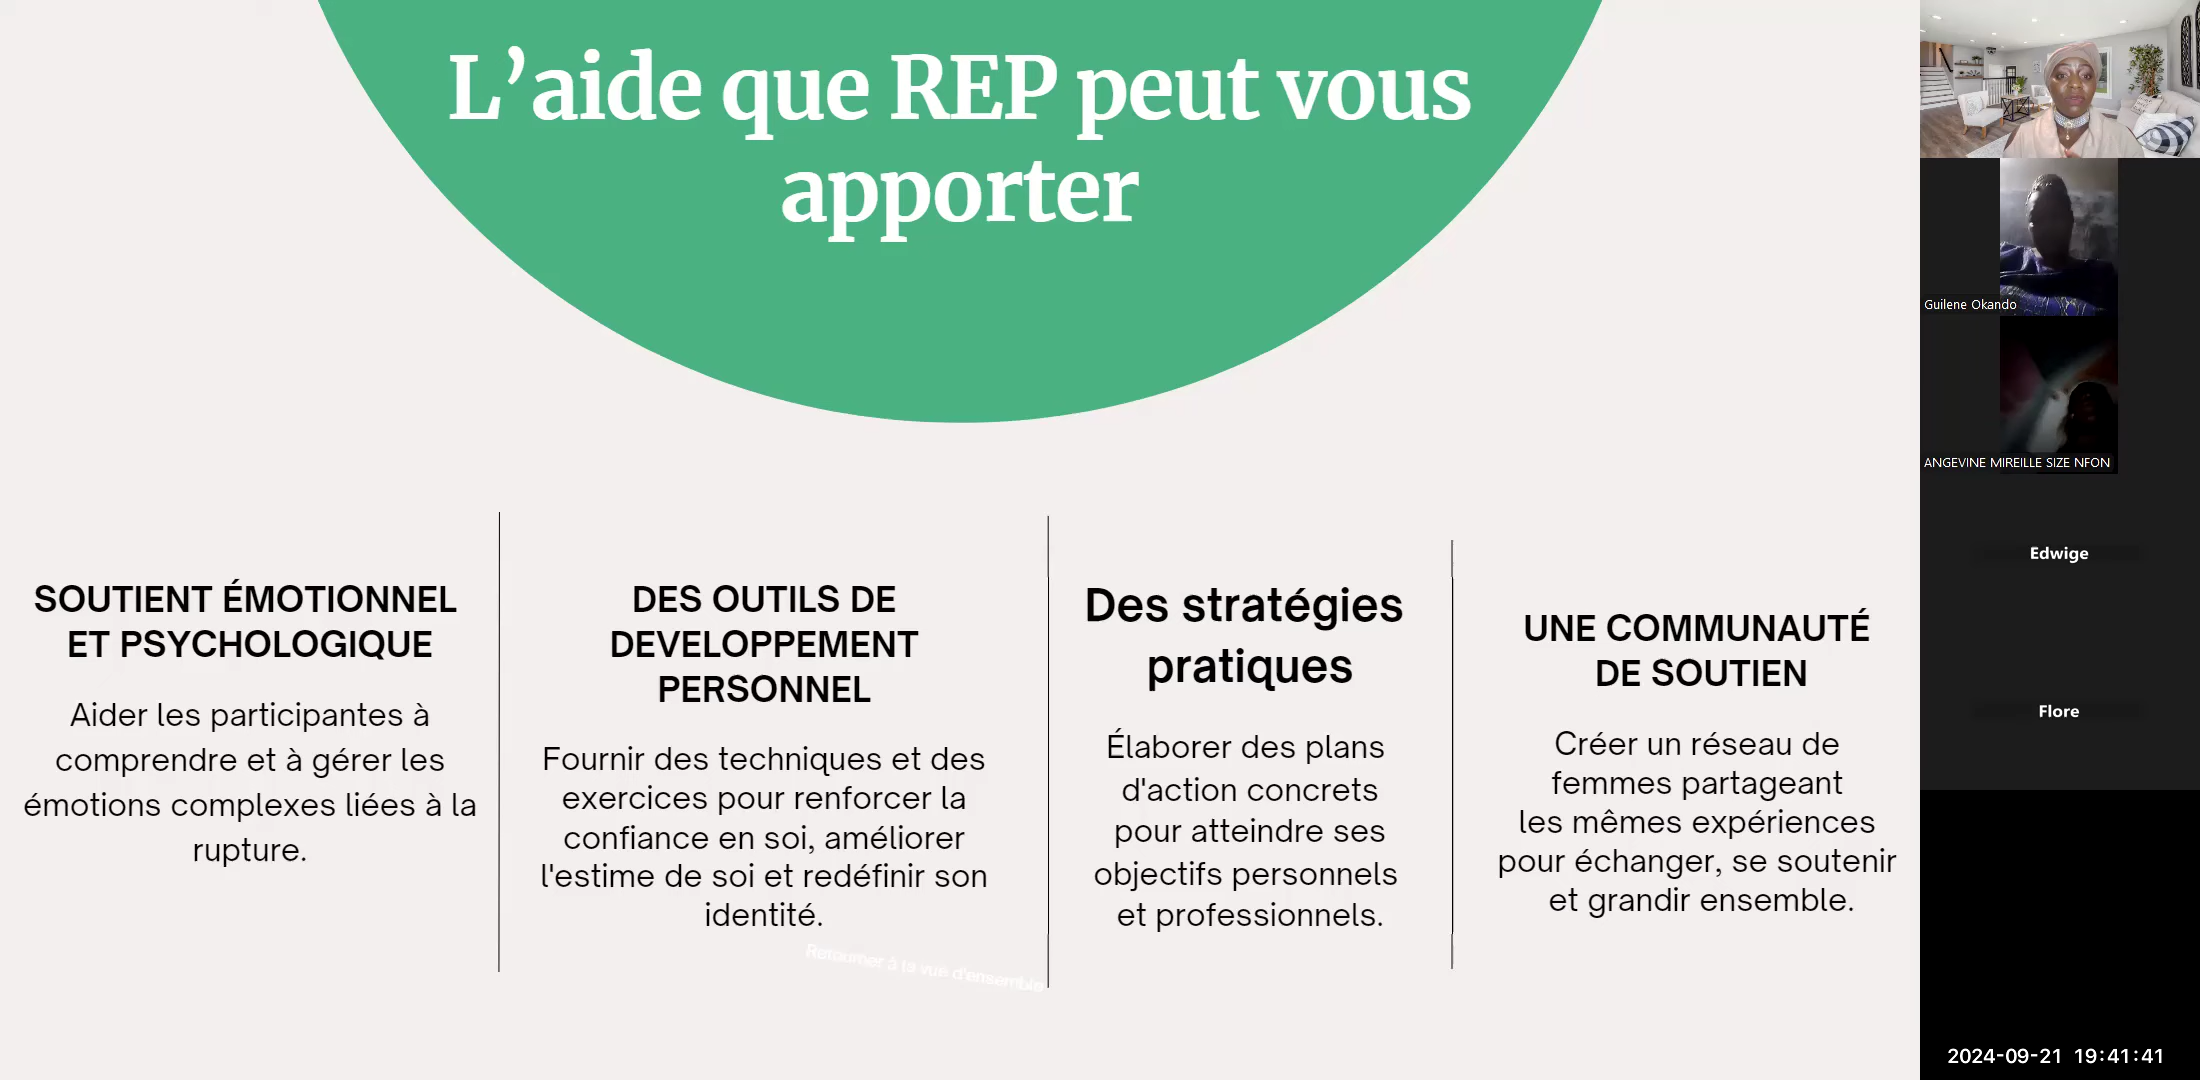 L’aide que REP peut vous
apporter
SOUTIENT ÉMOTIONNEL
ET PSYCHOLOGIQUE
Aider les participantes à
comprendre et à gérer les
émotions complexes liées à la
rupture.
DES OUTILS DE
DEVELOPPEMENT
PERSONNEL
Fournir des techniques et des
exercices pour renforcer la
confiance en soi, améliorer
l'estime de soi et redéfinir son
identité.
Retourner à la vue d'ensemble
Des stratégies
pratiques
Élaborer des plans
d'action concrets
pour atteindre ses
objectifs personnels
et professionnels.
UNE COMMUNAUTÉ
DE SOUTIEN
Créer un réseau de
femmes partageant
les mêmes expériences
pour échanger, se soutenir
et grandir ensemble.
Guilene Okando
ANGEVINE MIREILLE SIZE NFON
Edwige
Flore
2024-09-21 19:41:41